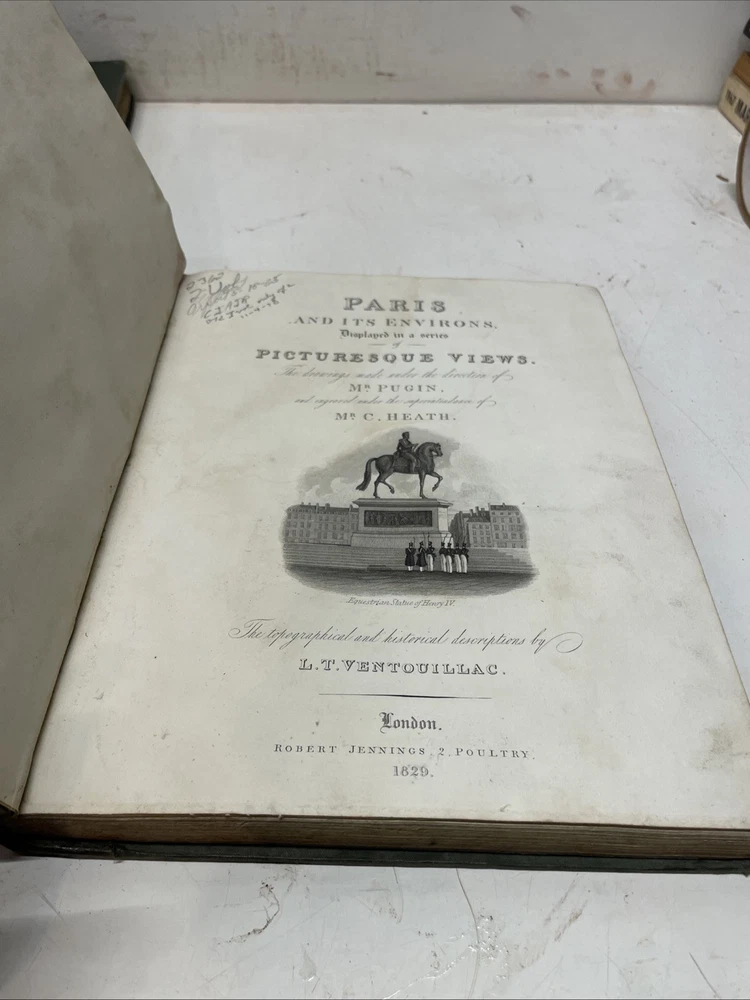 PARIS
AND ITS ENVIRONS,
Displayed in a series
of
PICTURESQUE VIEWS.
The drawings made under the direction of
MR PUGIN,
and engraved under the superintendence of
MR C. HEATH.
Equestrian Statue of Henry IV.
The topographical and historical descriptions by
L.T. VENTOUILLAC.
London.
ROBERT JENNINGS, 2, POULTRY,
1829.